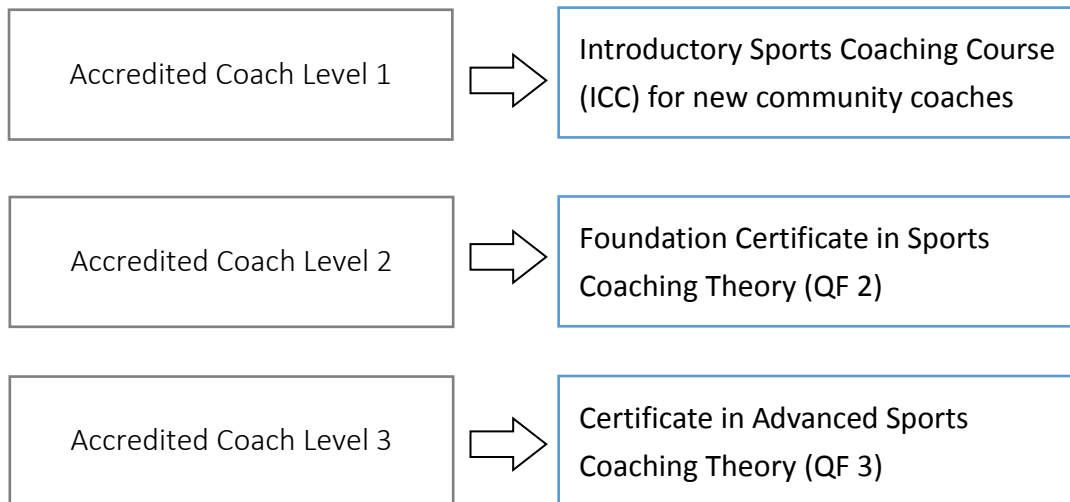 Accredited Coach Level 1
Introductory Sports Coaching Course
(ICC) for new community coaches
Accredited Coach Level 2
Foundation Certificate in Sports
Coaching Theory (QF 2)
Accredited Coach Level 3
Certificate in Advanced Sports
Coaching Theory (QF 3)